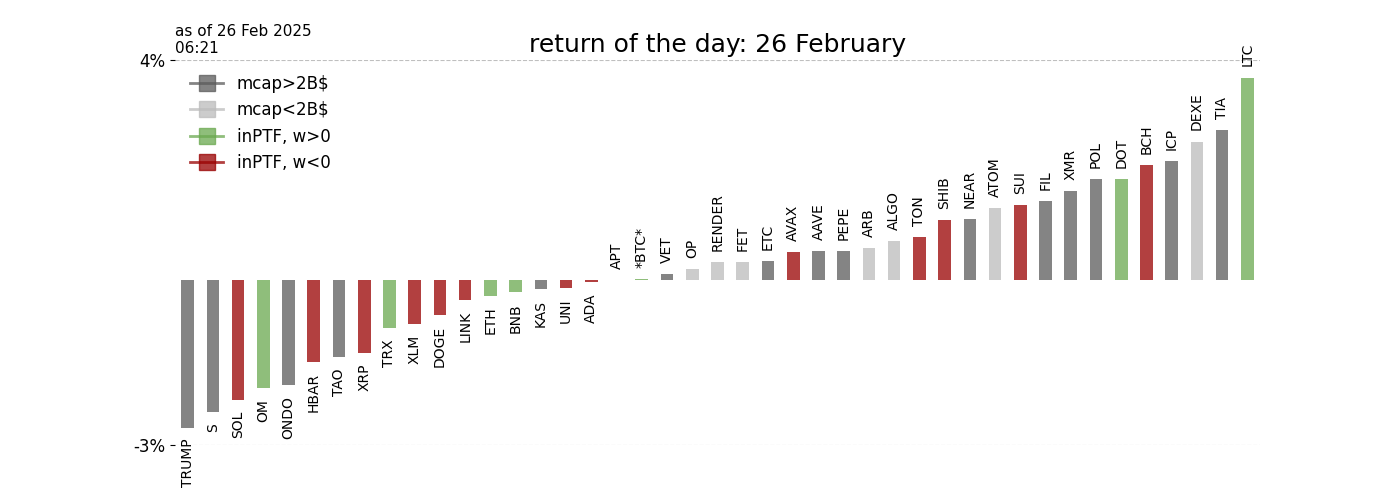 as of 26 Feb 2025
06:21
return of the day: 26 February
4%
mcap>2B$
mcap<2B$
inPTF, w>0
inPTF, w<0
-3%
TRUMP
S
SOL
OM
ONDO
HBAR
TAO
XRP
TRX
XLM
DOGE
LINK
ETH
BNB
KAS
UNI
ADA
APT
*BTC*
VET
OP
RENDER
FET
ETC
AVAX
AAVE
PEPE
ARB
ALGO
TON
SHIB
NEAR
ATOM
SUI
FIL
XMR
POL
DOT
BCH
ICP
DEXE
TIA
LTC